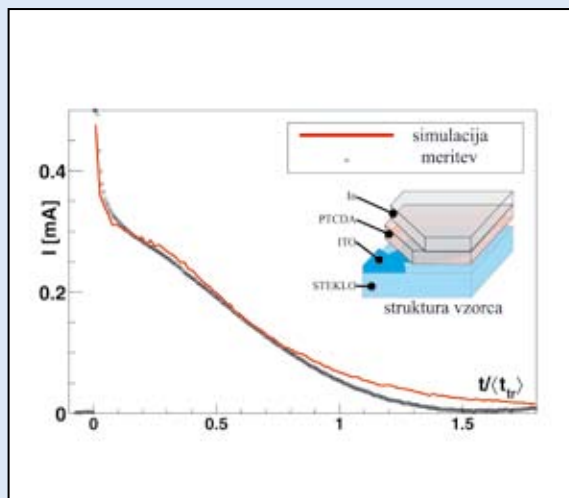 simulacija
meritev
0.4
I [mA]
In
PTCDA
ITO
STEKLO
struktura vzorca
0.2
t/⟨t_tr⟩
0
0 0.5 1 1.5